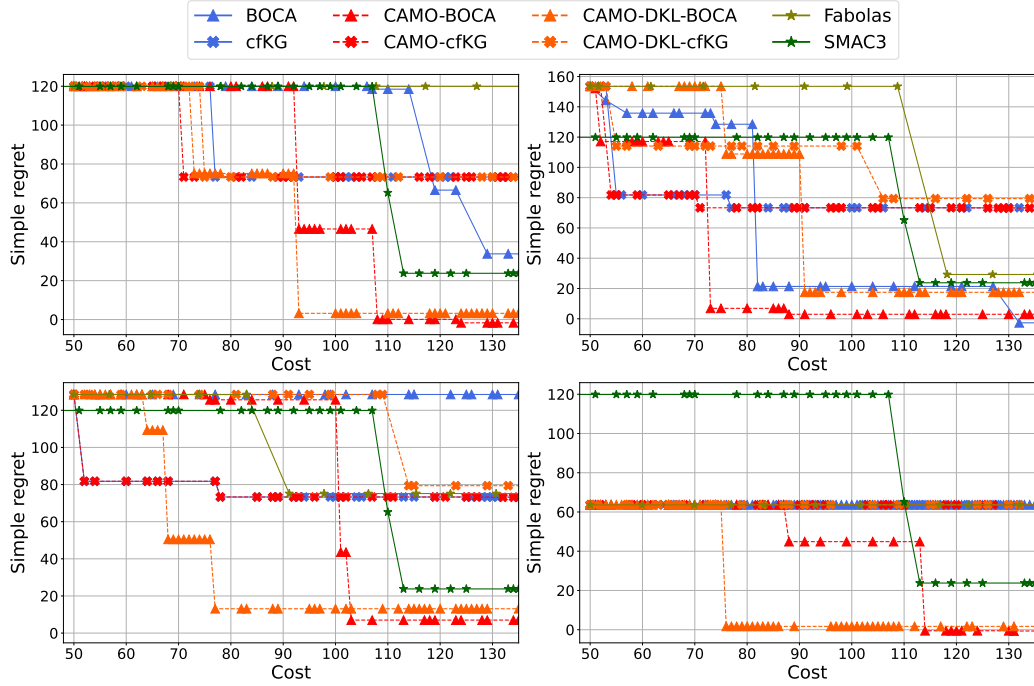 BOCA CAMO-BOCA CAMO-DKL-BOCA Fabolas
cfKG CAMO-cfKG CAMO-DKL-cfKG SMAC3
Simple regret
120
100
80
60
40
20
0
50 60 70 80 90 100 110 120 130
Cost
Simple regret
160
140
120
100
80
60
40
20
0
50 60 70 80 90 100 110 120 130
Cost
Simple regret
120
100
80
60
40
20
0
50 60 70 80 90 100 110 120 130
Cost
Simple regret
120
100
80
60
40
20
0
50 60 70 80 90 100 110 120 130
Cost